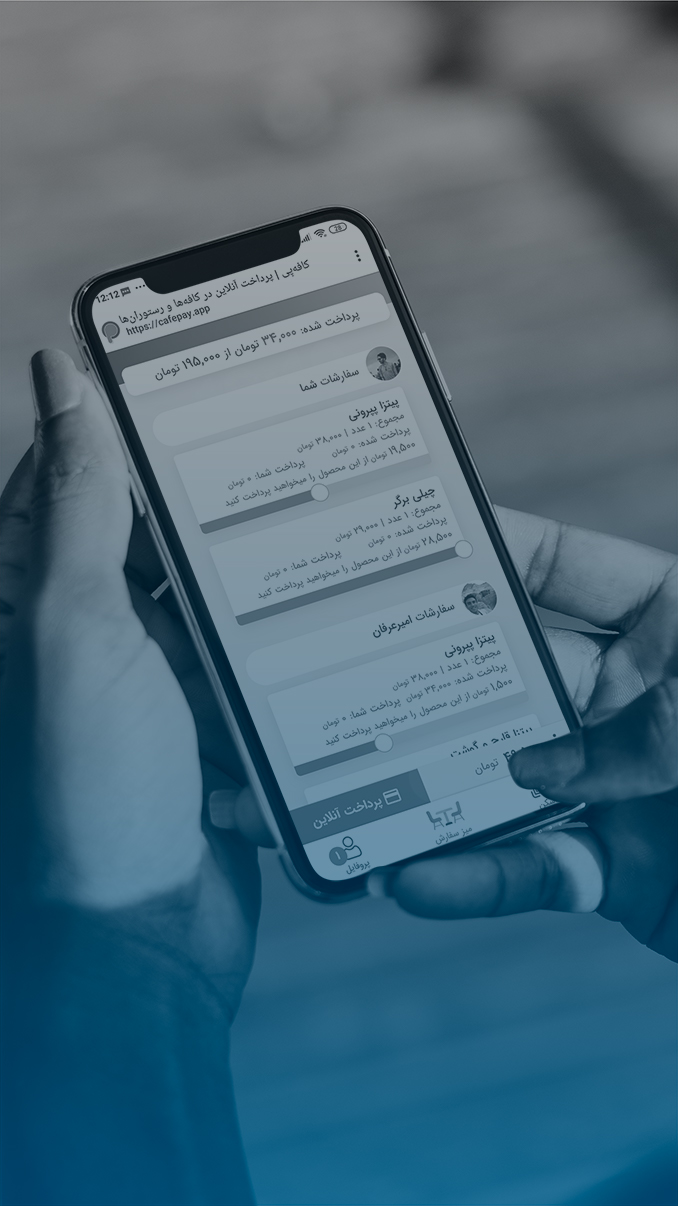 12:12
28
کافه‌پی | پرداخت آنلاین در کافه‌ها و رستوران‌ها
https://cafepay.app
پرداخت شده: ۳۴,۰۰۰ تومان از ۱۹۵,۰۰۰ تومان
سفارشات شما
پیتزا پپرونی
مجموع: ۱ عدد | ۳۸,۰۰۰ تومان
پرداخت شده: ۰ تومان پرداخت شما: ۰ تومان
۱۹,۵۰۰ تومان از این محصول را میخواهید پرداخت کنید
چیلی برگر
مجموع: ۱ عدد | ۲۹,۰۰۰ تومان
پرداخت شده: ۰ تومان پرداخت شما: ۰ تومان
۲۸,۵۰۰ تومان از این محصول را میخواهید پرداخت کنید
سفارشات امیرعرفان
پیتزا پپرونی
مجموع: ۱ عدد | ۳۸,۰۰۰ تومان
پرداخت شده: ۳۴,۰۰۰ تومان پرداخت شما: ۰ تومان
۱,۵۰۰ تومان از این محصول را میخواهید پرداخت کنید
تومان
پرداخت آنلاین
میز سفارش
۱
پروفایل